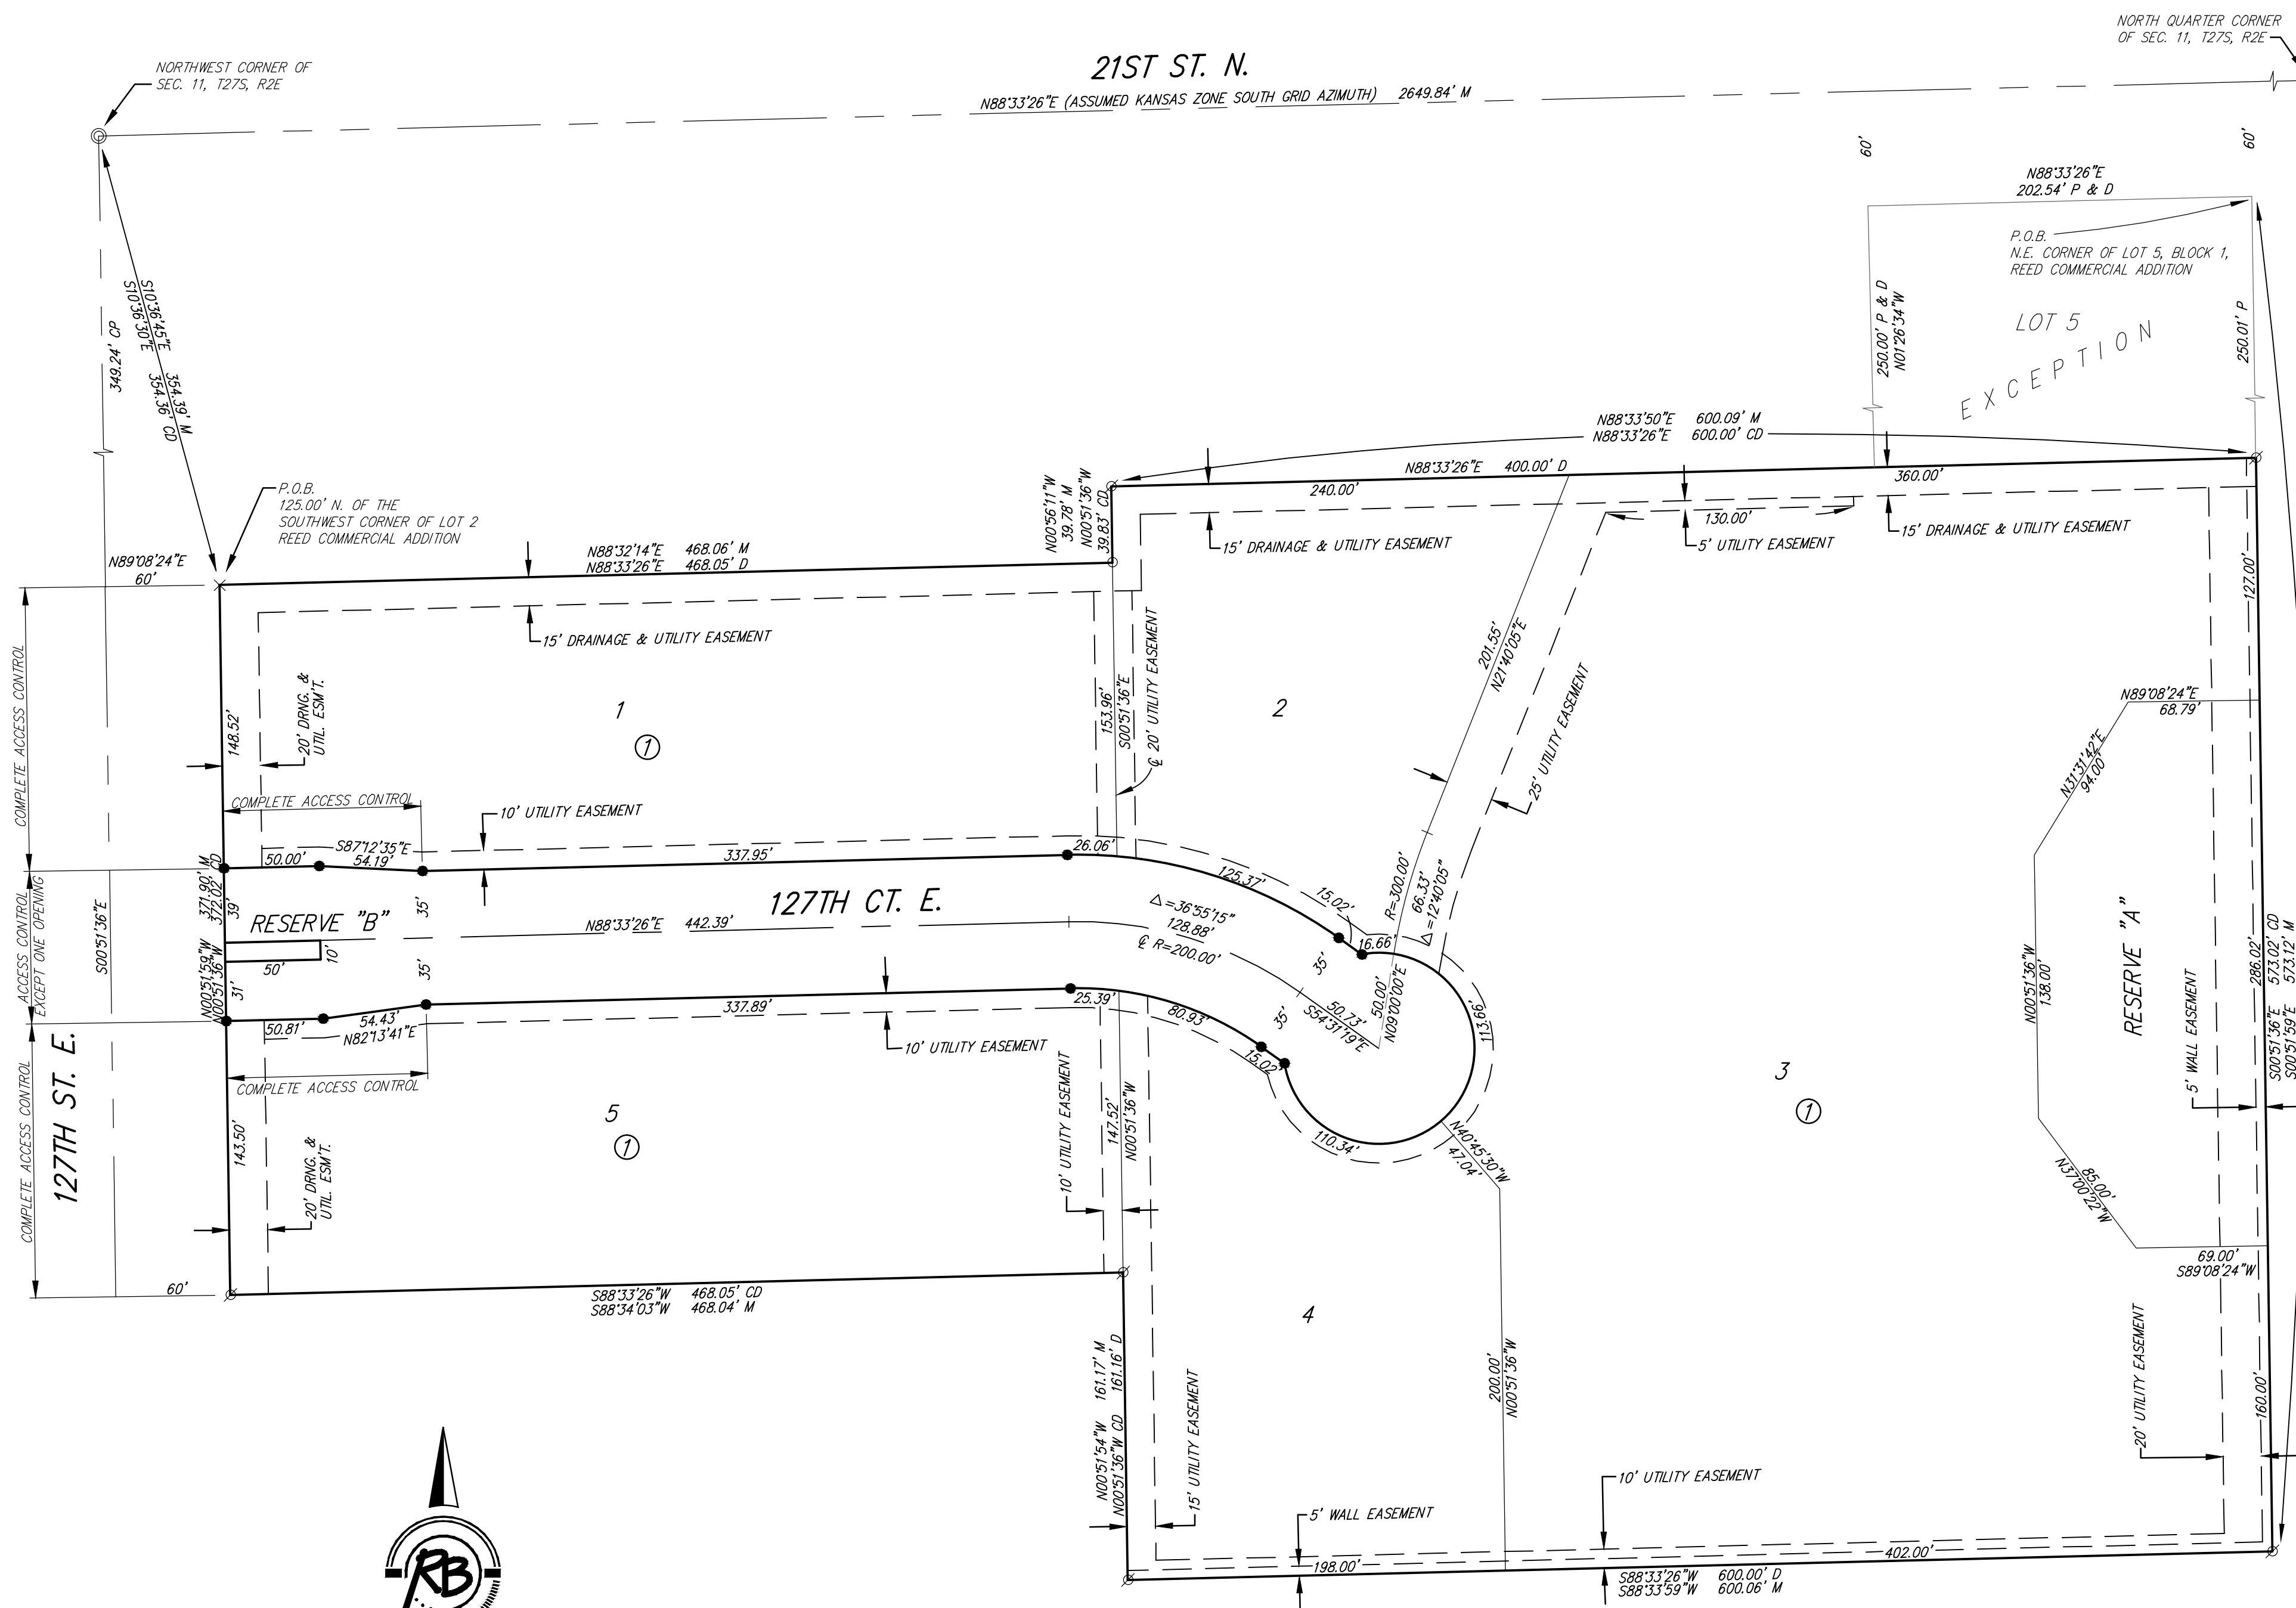 NORTH QUARTER CORNER
OF SEC. 11, T27S, R2E
NORTHWEST CORNER OF
SEC. 11, T27S, R2E
21ST ST. N.
N88°33'26"E (ASSUMED KANSAS ZONE SOUTH GRID AZIMUTH) 2649.84' M
60'
60'
N88°33'26"E
202.54' P & D
P.O.B.
N.E. CORNER OF LOT 5, BLOCK 1,
REED COMMERCIAL ADDITION
LOT 5
EXCEPTION
250.00' P & D
N01°26'34"W
250.01' P
349.24' CP
S10°36'45"E 354.39' M
S10°36'30"E 354.36' CD
N88°33'50"E 600.09' M
N88°33'26"E 600.00' CD
N88°33'26"E 400.00' D
240.00'
360.00'
130.00'
15' DRAINAGE & UTILITY EASEMENT
5' UTILITY EASEMENT
15' DRAINAGE & UTILITY EASEMENT
P.O.B.
125.00' N. OF THE
SOUTHWEST CORNER OF LOT 2
REED COMMERCIAL ADDITION
N00°56'11"W
39.78' M
N00°51'36"W
39.83' CD
N89°08'24"E
60'
N88°32'14"E 468.06' M
N88°33'26"E 468.05' D
15' DRAINAGE & UTILITY EASEMENT
127.00'
COMPLETE ACCESS CONTROL
148.52'
20' DRNG. &
UTIL. ESM'T.
1
1
153.96'
S00°51'36"E
℄ 20' UTILITY EASEMENT
2
201.55'
N21°40'05"E
25' UTILITY EASEMENT
N89°08'24"E
68.79'
N31°31'42"E
94.00
COMPLETE ACCESS CONTROL
10' UTILITY EASEMENT
50.00'
S87°12'35"E
54.19'
337.95'
26.06'
125.37'
15.02'
16.66'
R=300.00'
66.33'
△=12°40'05"
371.90' M
372.02' CD
N00°51'59"W
N00°51'36"W
ACCESS CONTROL
EXCEPT ONE OPENING
S00°51'36"E
39'
31'
RESERVE "B"
50'
10'
35'
35'
N88°33'26"E 442.39'
127TH CT. E.
△=36°55'15"
128.88'
℄ R=200.00'
35'
35'
50.73'
S54°31'19"E
50.00'
N09°00'00"E
113.99'
N00°51'36"W
138.00'
RESERVE "A"
5' WALL EASEMENT
286.02'
S00°51'36"E 573.02' CD
S00°51'59"E 573.12' M
50.81'
54.43'
N82°13'41"E
337.89'
25.39'
80.93'
15.02'
10' UTILITY EASEMENT
COMPLETE ACCESS CONTROL
110.34'
N40°45'30"W
47.04'
3
1
127TH ST. E.
COMPLETE ACCESS CONTROL
143.50'
20' DRNG. &
UTIL. ESM'T.
5
1
10' UTILITY EASEMENT
147.52'
N00°51'36"W
85.00'
N37°00'22"W
69.00'
S89°08'24"W
60'
S88°33'26"W 468.05' CD
S88°34'03"W 468.04' M
4
N00°51'54"W 161.17' M
N00°51'36"W CD 161.16' D
15' UTILITY EASEMENT
200.00'
N00°51'36"W
20' UTILITY EASEMENT
160.00'
10' UTILITY EASEMENT
5' WALL EASEMENT
198.00'
402.00'
S88°33'26"W 600.00' D
S88°33'59"W 600.06' M
RB